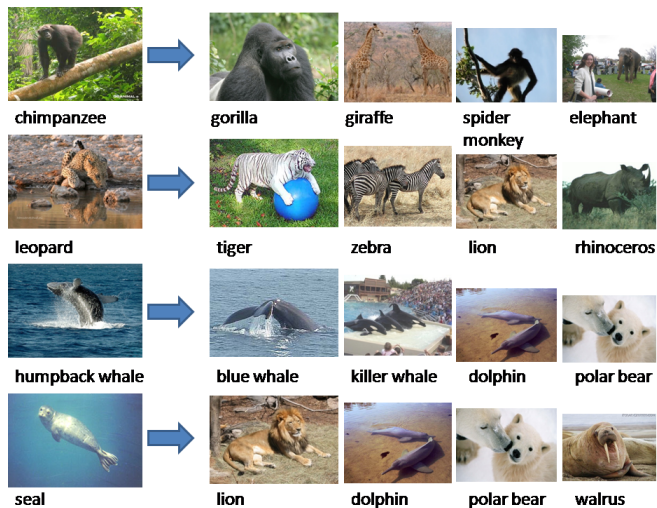 chimpanzee
gorilla
giraffe
spider
monkey
elephant
leopard
tiger
zebra
lion
rhinoceros
humpback whale
blue whale
killer whale
dolphin
polar bear
seal
lion
dolphin
polar bear
walrus